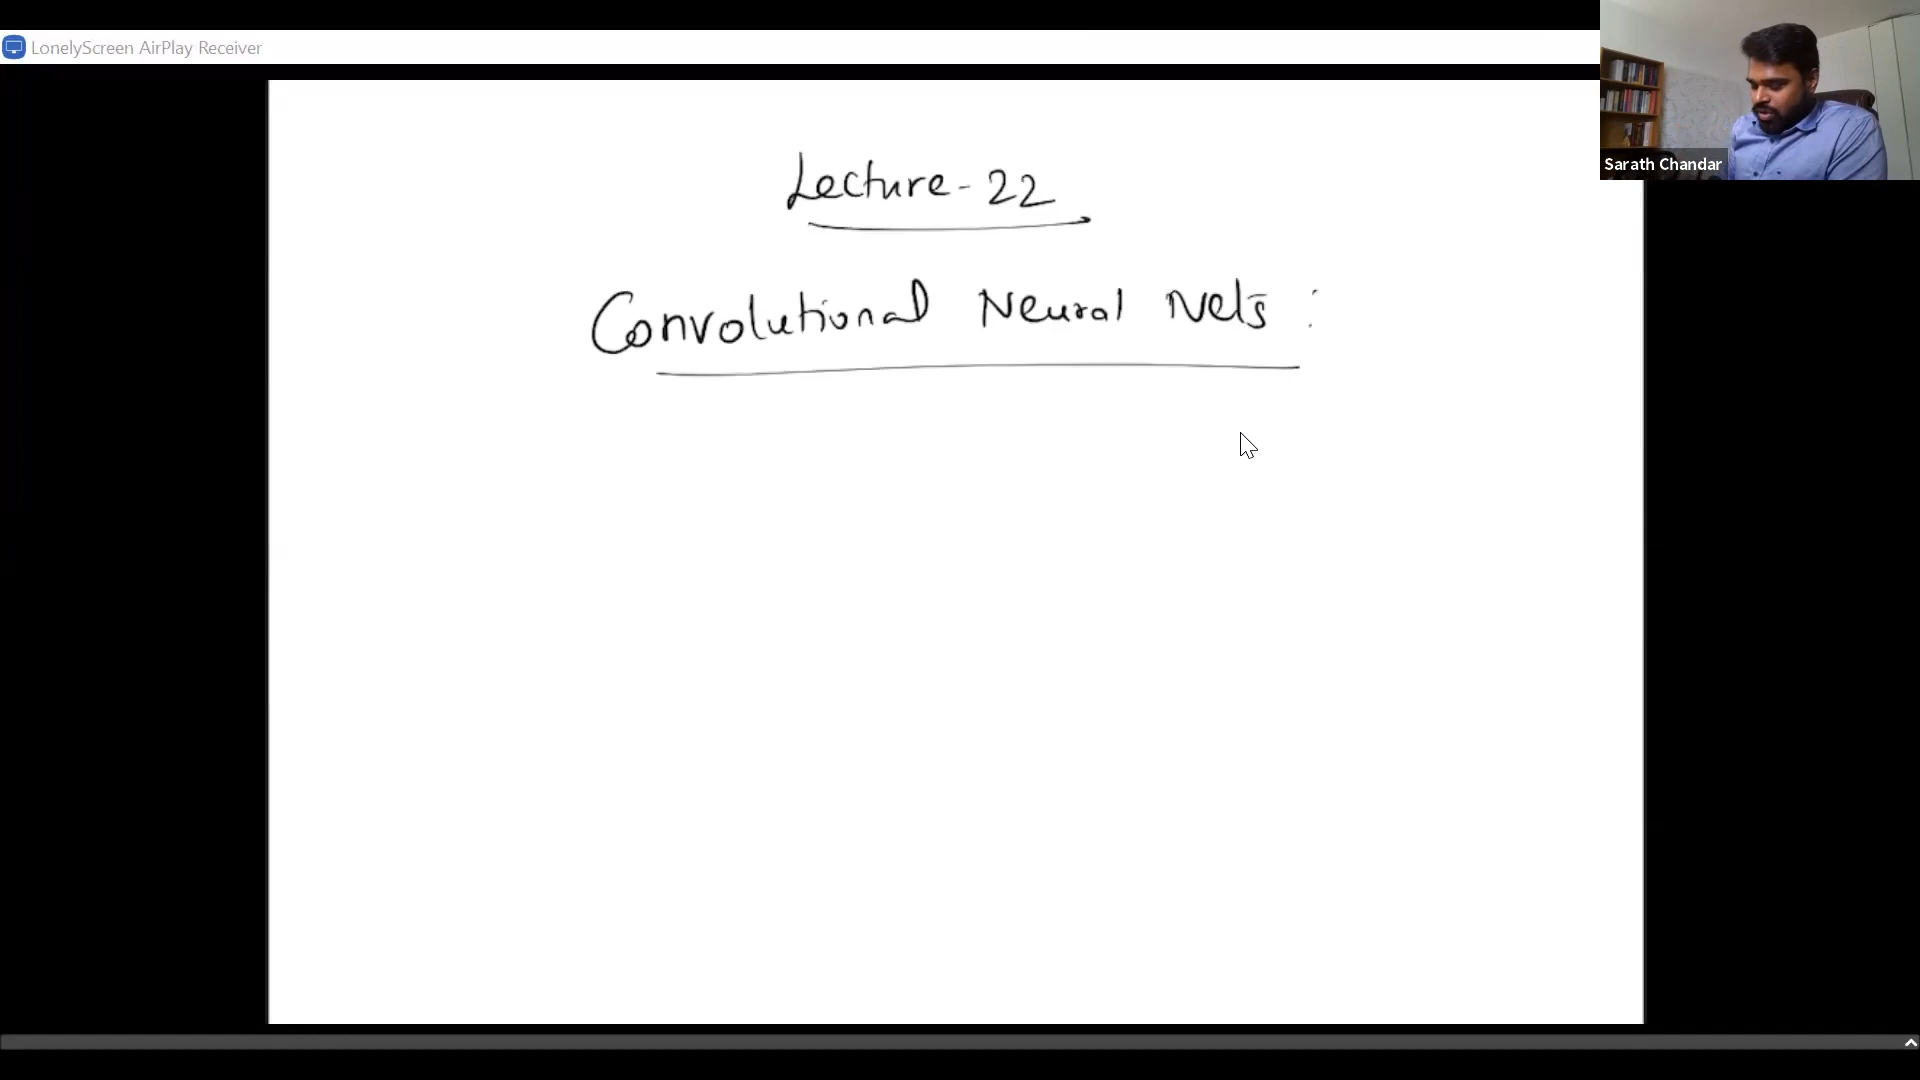 LonelyScreen AirPlay Receiver
Sarath Chandar
Lecture - 22
Convolutional Neural Nets :